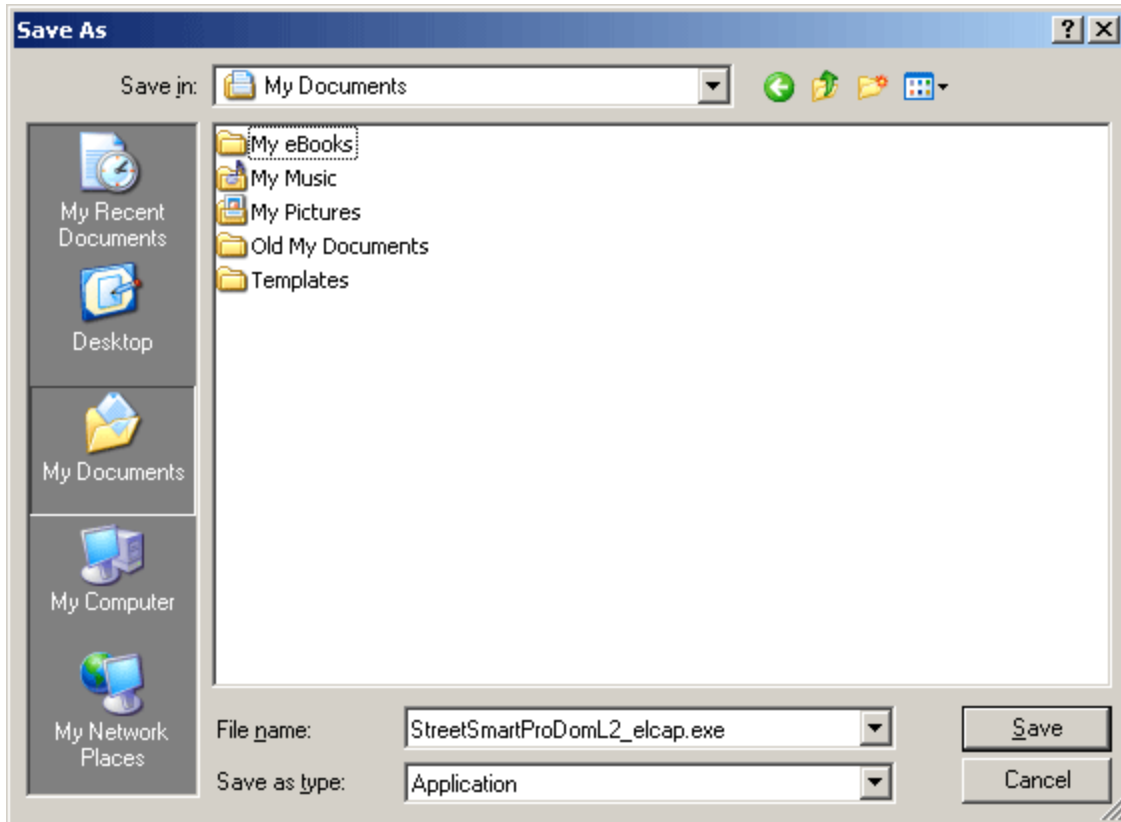 Save As
Save in: My Documents
My Recent
Documents
Desktop
My Documents
My Computer
My Network
Places
My eBooks
My Music
My Pictures
Old My Documents
Templates
File name: StreetSmartProDomL2_elcap.exe Save
Save as type: Application Cancel